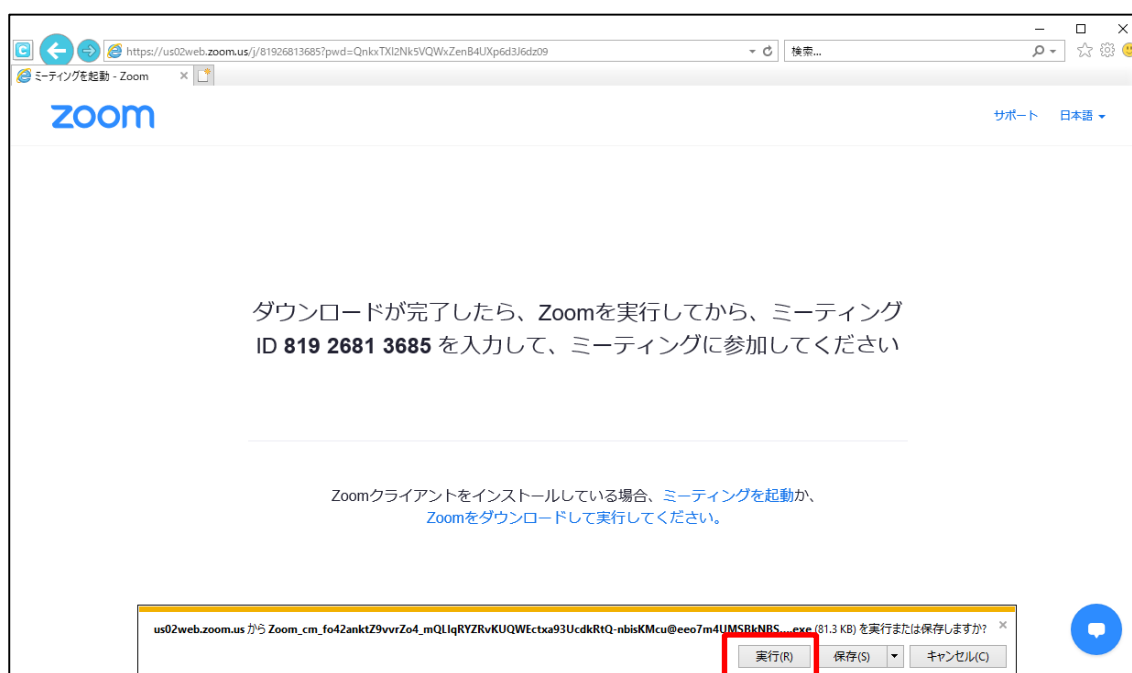 https://us02web.zoom.us/j/81926813685?pwd=QnkxTXl2Nk5VQWxZenB4UXp6d3J6dz09
検索...
ミーティングを起動 - Zoom
zoom
サポート 日本語
ダウンロードが完了したら、Zoomを実行してから、ミーティング
ID 819 2681 3685 を入力して、ミーティングに参加してください
Zoomクライアントをインストールしている場合、ミーティングを起動か、
Zoomをダウンロードして実行してください。
us02web.zoom.us から Zoom_cm_fo42anktZ9vvrZo4_mQLlqRYZRvKUQWEctxa93UcdkRtQ-nbisKMcu@eeo7m4UMSBkNBS....exe (81.3 KB) を実行または保存しますか?
実行(R) 保存(S) キャンセル(C)